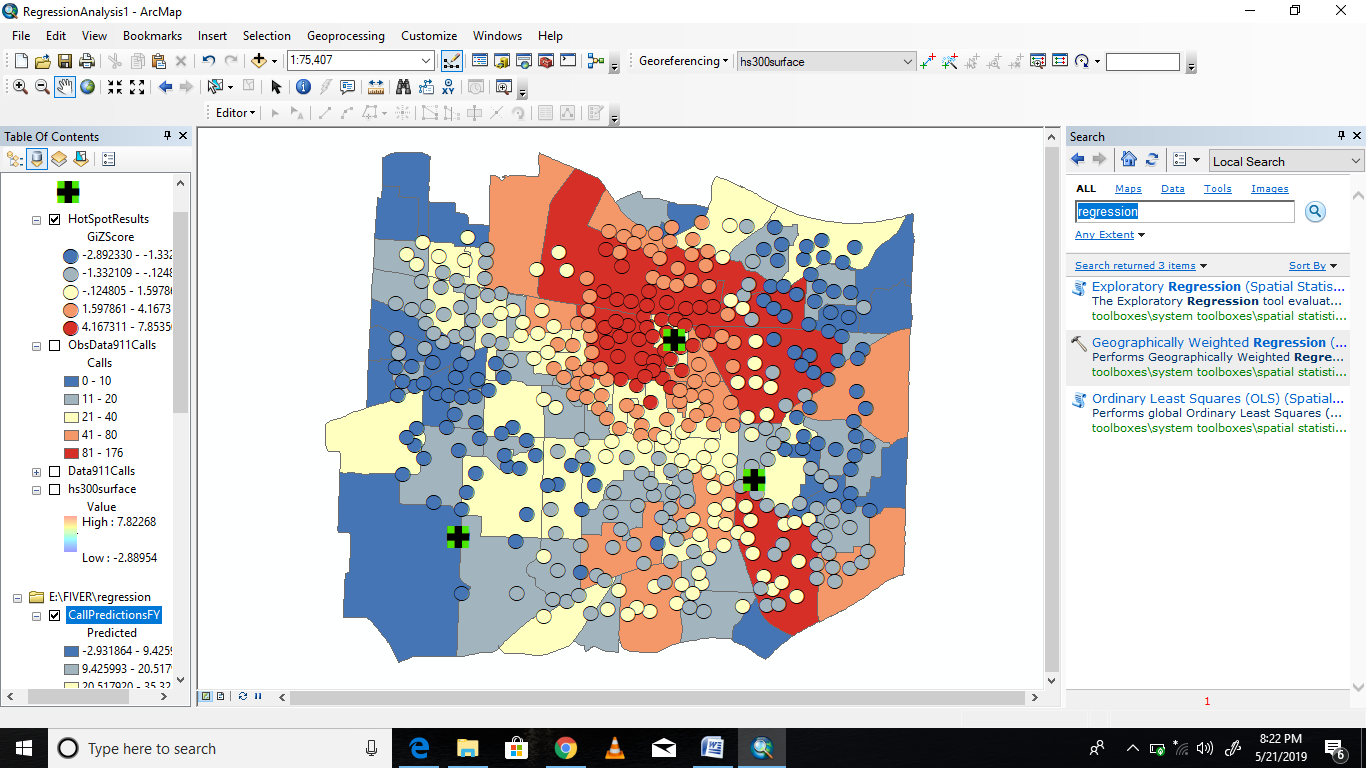 RegressionAnalysis1 - ArcMap
File Edit View Bookmarks Insert Selection Geoprocessing Customize Windows Help
1:75,407
Georeferencing
hs300surface
Editor
Table Of Contents
HotSpotResults
GiZScore
-2.892330 - -1.332
-1.332109 - -.1248
-.124805 - 1.59786
1.597861 - 4.1673
4.167311 - 7.8535
ObsData911Calls
Calls
0 - 10
11 - 20
21 - 40
41 - 80
81 - 176
Data911Calls
hs300surface
Value
High : 7.82268
Low : -2.88954
E:\FIVER\regression
CallPredictionsFY
Predicted
-2.931864 - 9.4259
9.425993 - 20.517
20.517920 - 35.32
Search
Local Search
ALL Maps Data Tools Images
regression
Any Extent
Search returned 3 items Sort By
Exploratory Regression (Spatial Statis...
The Exploratory Regression tool evaluat...
toolboxes\system toolboxes\spatial statisti...
Geographically Weighted Regression (...
Performs Geographically Weighted Regre...
toolboxes\system toolboxes\spatial statisti...
Ordinary Least Squares (OLS) (Spatial...
Performs global Ordinary Least Squares (...
toolboxes\system toolboxes\spatial statisti...
1
Type here to search
8:22 PM
5/21/2019
6